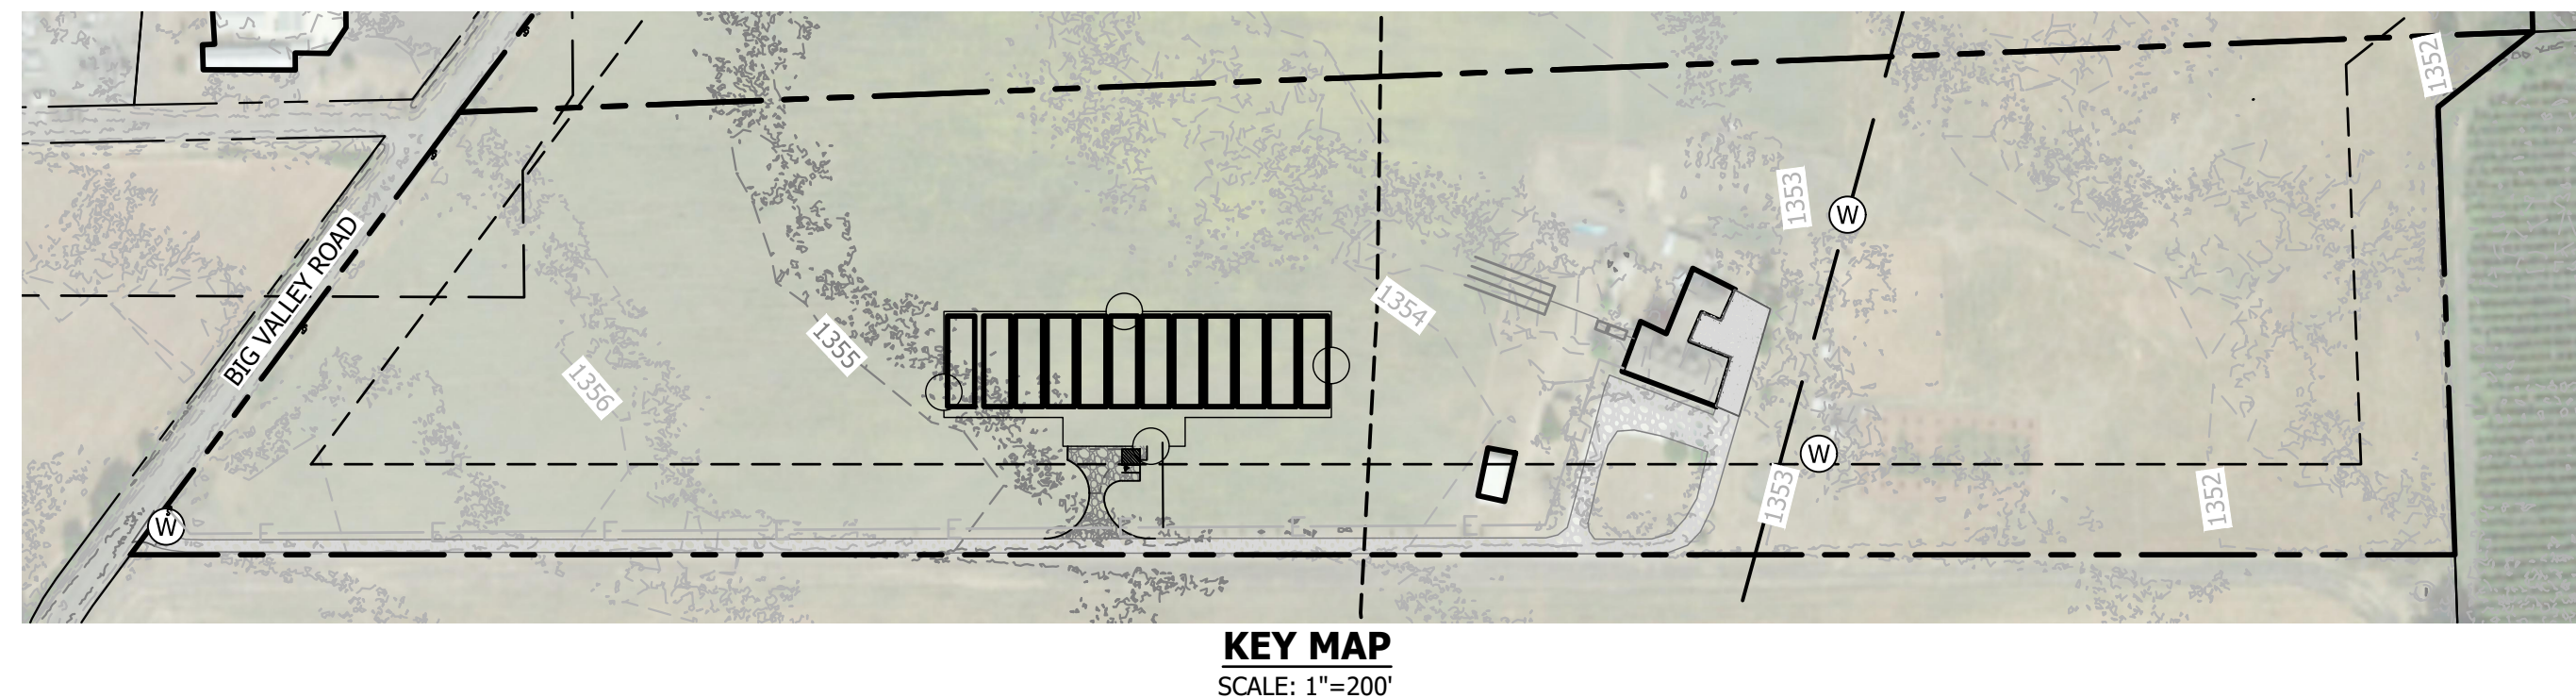 1352
1353
W
BIG VALLEY ROAD
1354
1355
1356
W
1353
1352
W
E E E E E E E E
KEY MAP
SCALE: 1"=200'